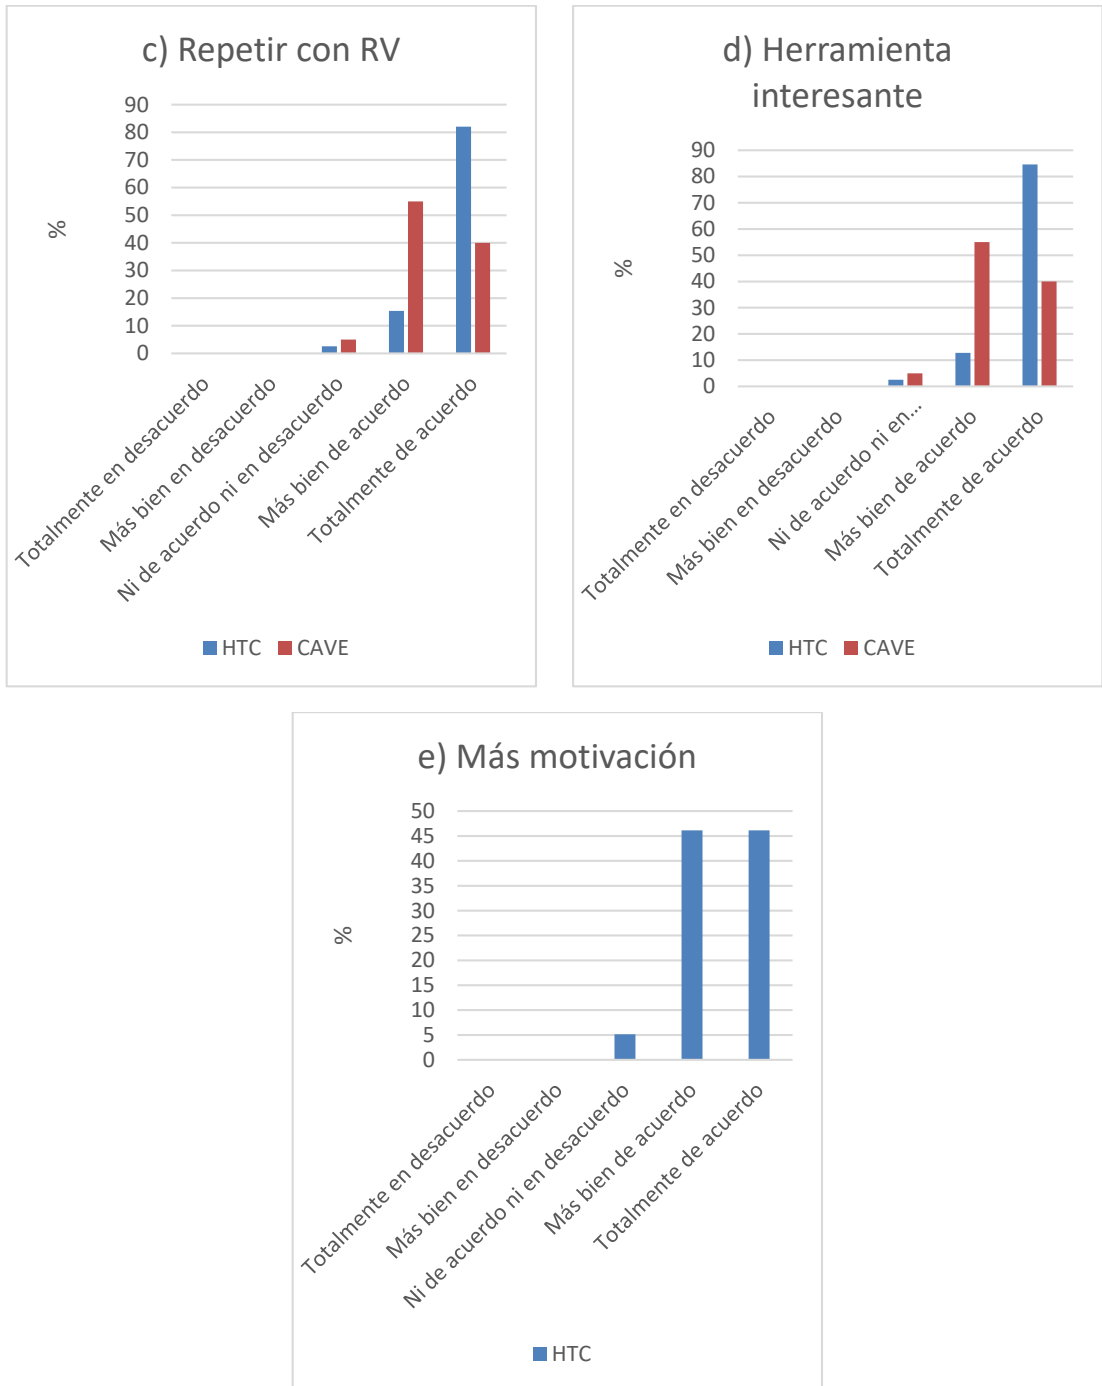 c) Repetir con RV
90
80
70
60
50
40
30
20
10
0
%
Totalmente en desacuerdo
Más bien en desacuerdo
Ni de acuerdo ni en desacuerdo
Más bien de acuerdo
Totalmente de acuerdo
HTC CAVE
d) Herramienta
interesante
90
80
70
60
50
40
30
20
10
0
%
Totalmente en desacuerdo
Más bien en desacuerdo
Ni de acuerdo ni en...
Más bien de acuerdo
Totalmente de acuerdo
HTC CAVE
e) Más motivación
50
45
40
35
30
25
20
15
10
5
0
%
Totalmente en desacuerdo
Más bien en desacuerdo
Ni de acuerdo ni en desacuerdo
Más bien de acuerdo
Totalmente de acuerdo
HTC